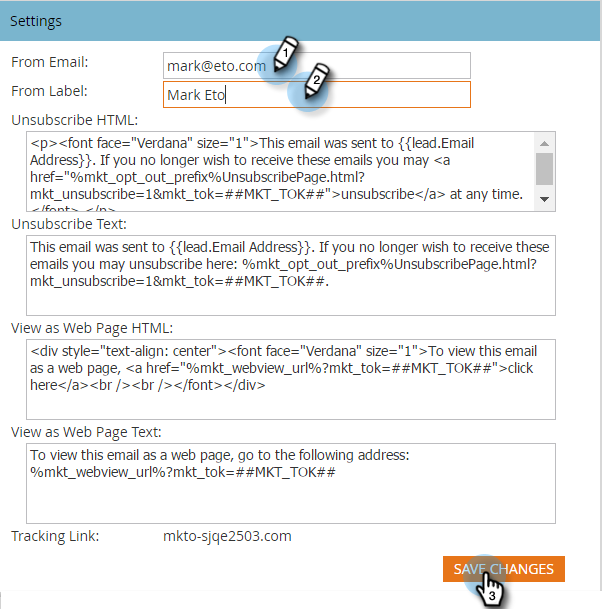 Settings
From Email: mark@eto.com 1
From Label: Mark Eto 2
Unsubscribe HTML:
<p><font face="Verdana" size="1">This email was sent to {{lead.Email
Address}}. If you no longer wish to receive these emails you may <a
href="%mkt_opt_out_prefix%UnsubscribePage.html?
mkt_unsubscribe=1&mkt_tok=##MKT_TOK##">unsubscribe</a> at any time.
</font> </p>
Unsubscribe Text:
This email was sent to {{lead.Email Address}}. If you no longer wish to receive these
emails you may unsubscribe here: %mkt_opt_out_prefix%UnsubscribePage.html?
mkt_unsubscribe=1&mkt_tok=##MKT_TOK##.
View as Web Page HTML:
<div style="text-align: center"><font face="Verdana" size="1">To view this email
as a web page, <a href="%mkt_webview_url%?mkt_tok=##MKT_TOK##">click
here</a><br /><br /></font></div>
View as Web Page Text:
To view this email as a web page, go to the following address:
%mkt_webview_url%?mkt_tok=##MKT_TOK##
Tracking Link: mkto-sjqe2503.com
SAVE CHANGES
3